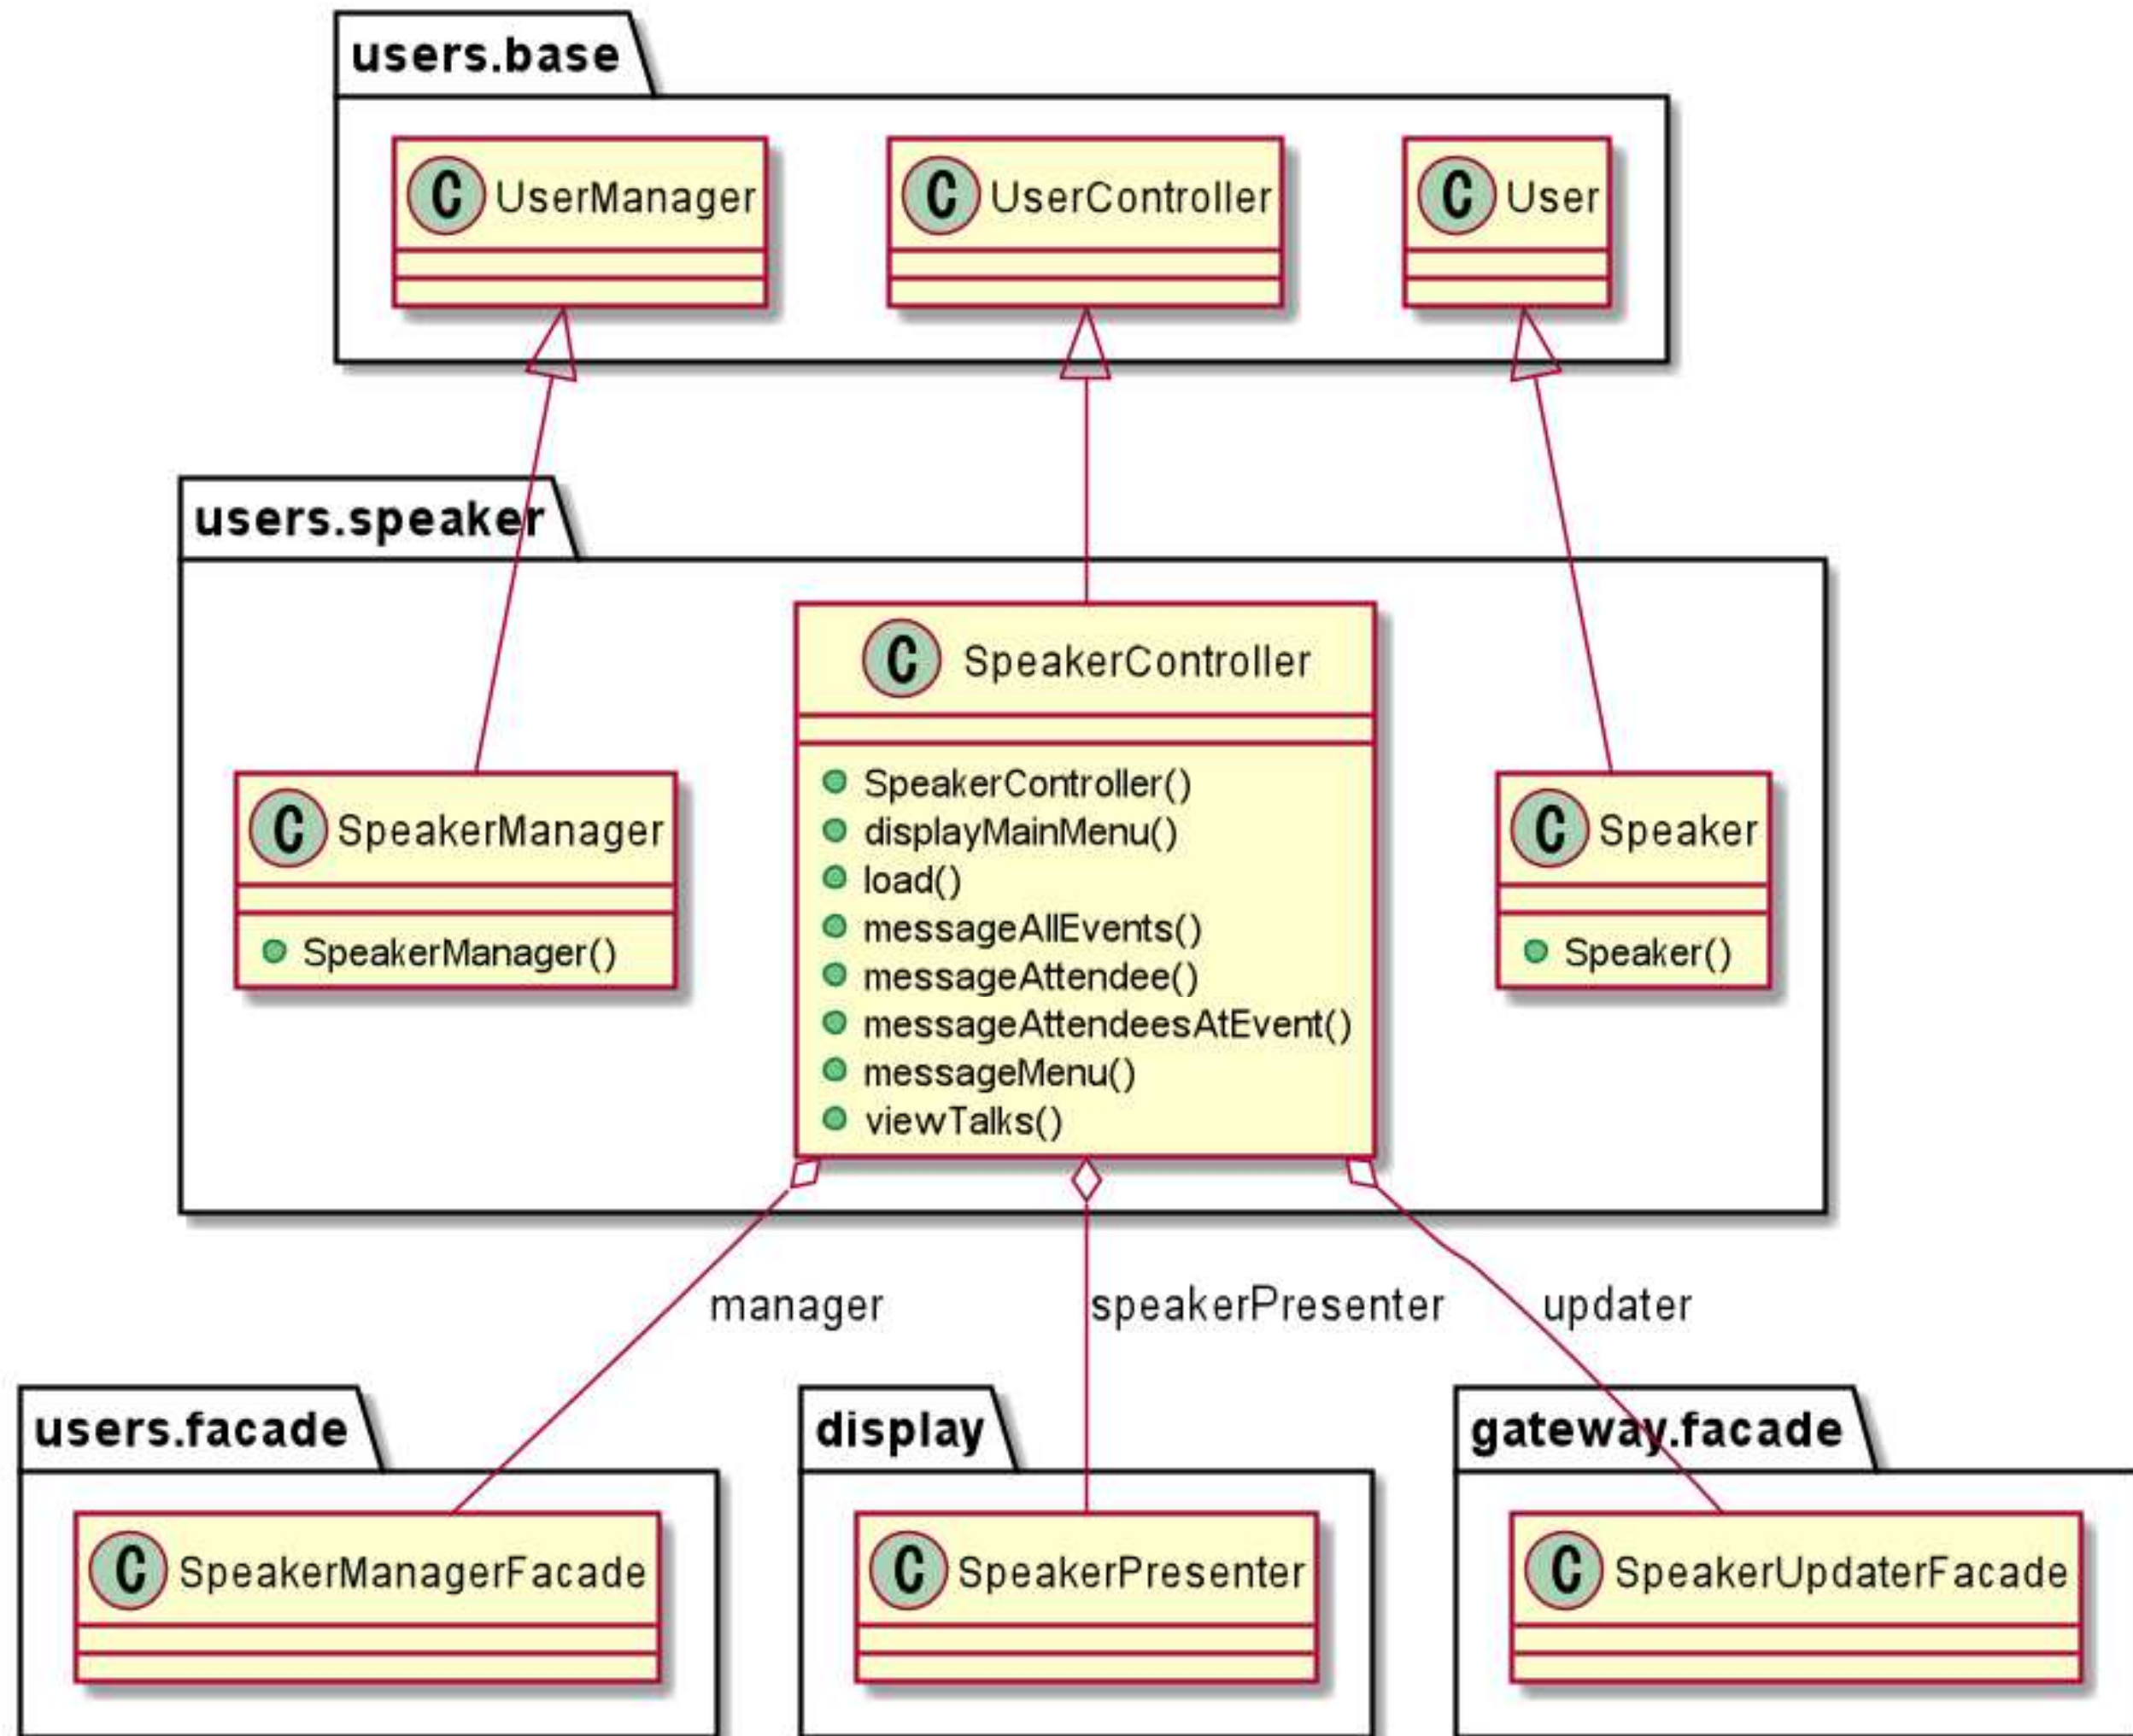 users.base
C UserManager
C UserController
C User
users.speaker
C SpeakerController
SpeakerController()
displayMainMenu()
load()
messageAllEvents()
messageAttendee()
messageAttendeesAtEvent()
messageMenu()
viewTalks()
C SpeakerManager
SpeakerManager()
C Speaker
Speaker()
manager
speakerPresenter
updater
users.facade
C SpeakerManagerFacade
display
C SpeakerPresenter
gateway.facade
C SpeakerUpdaterFacade